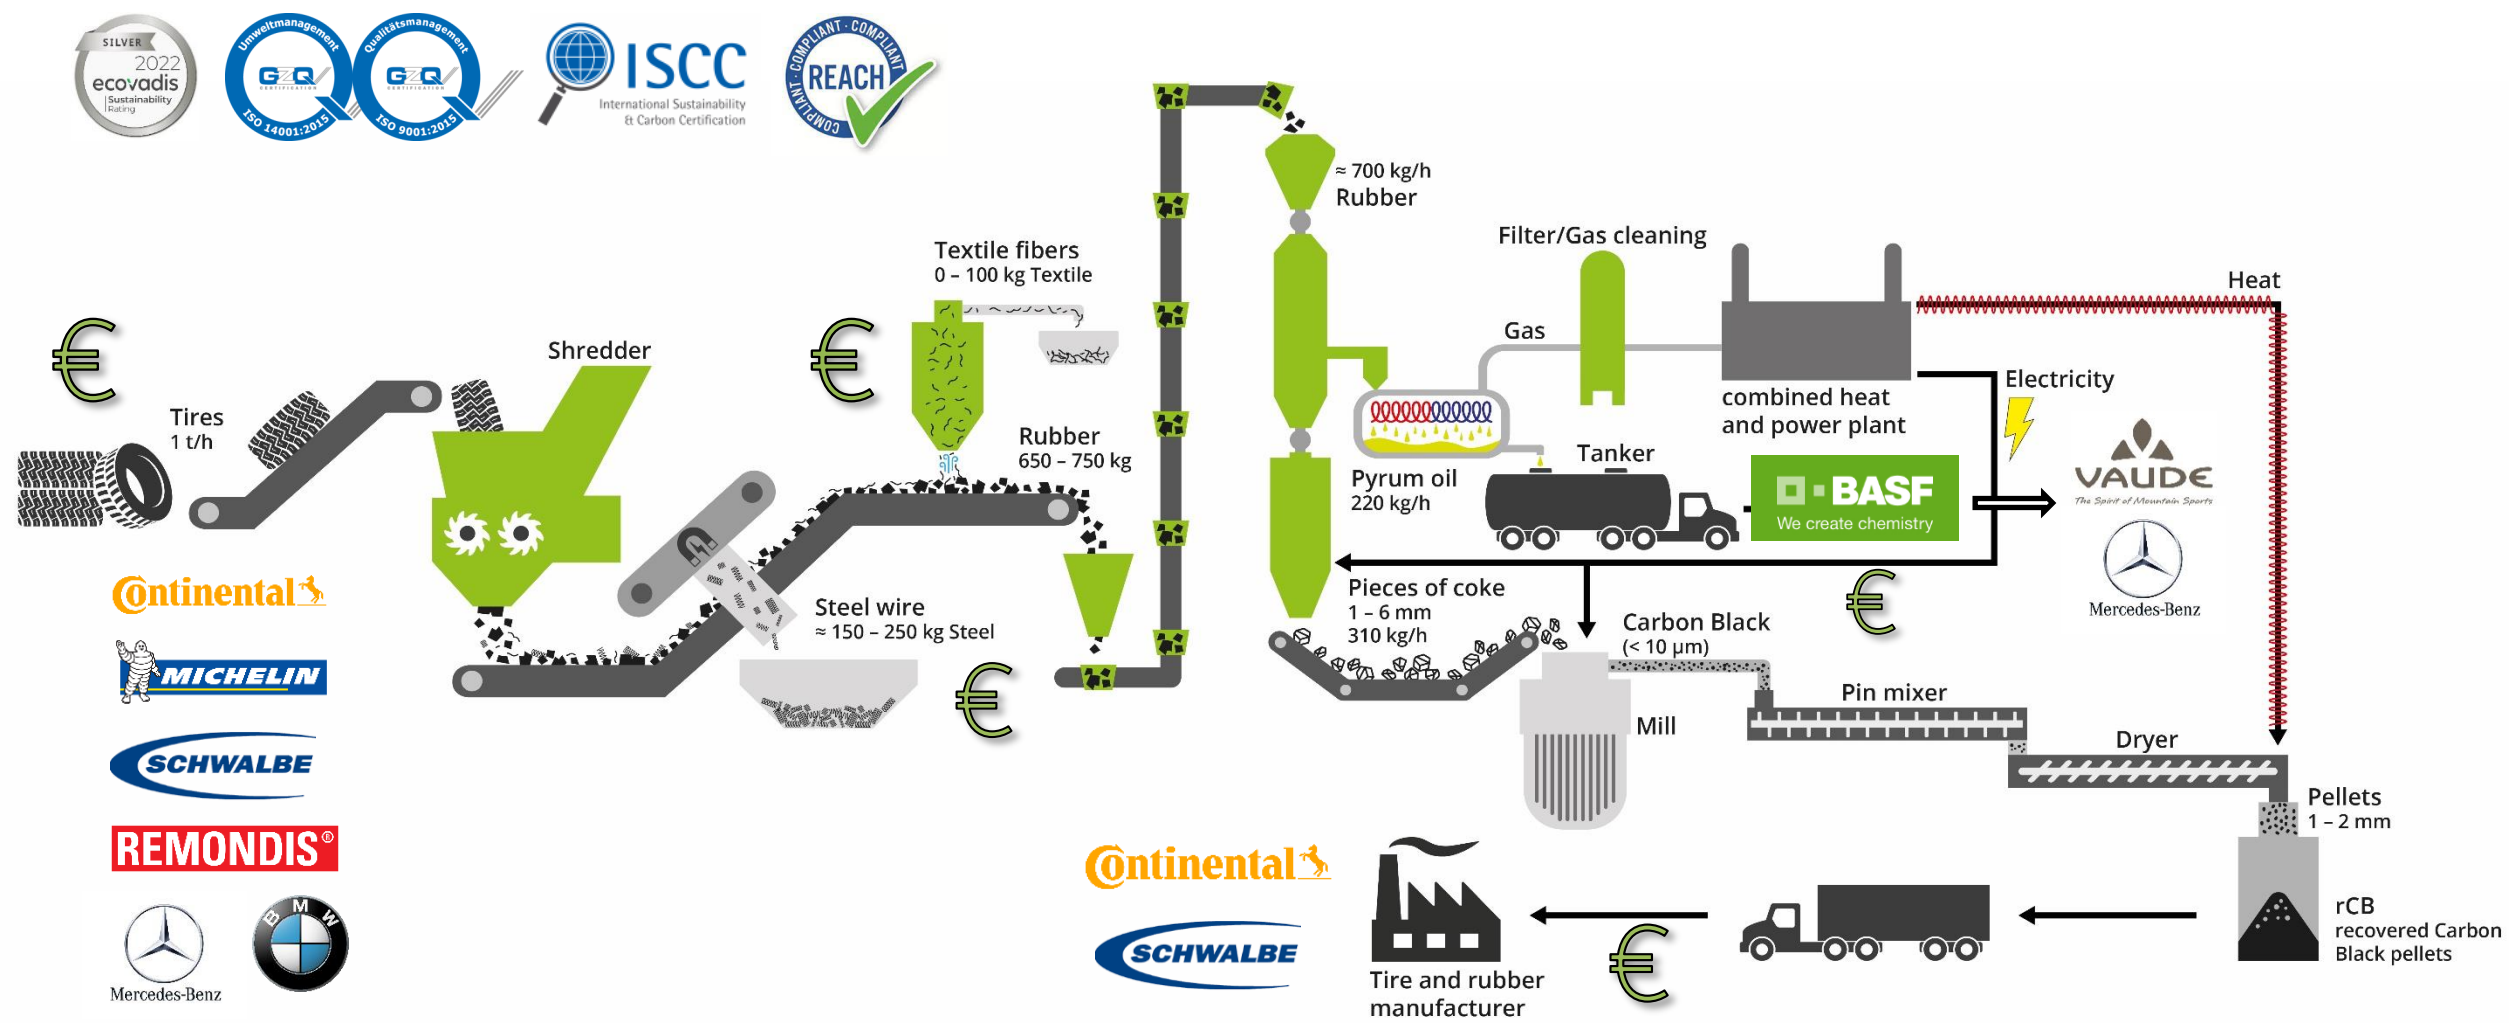 SILVER
2022
ecovadis
Sustainability
Rating
Umweltmanagement
GZQ
CERTIFICATION
ISO 14001:2015
Qualitätsmanagement
GZQ
CERTIFICATION
ISO 9001:2015
ISCC
International Sustainability
& Carbon Certification
COMPLIANT · COMPLIANT · COMPLIANT
REACH
≈ 700 kg/h
Rubber
Textile fibers
0 – 100 kg Textile
Filter/Gas cleaning
Heat
Gas
€
€
Shredder
Electricity
combined heat
and power plant
Tires
1 t/h
Rubber
650 – 750 kg
Tanker
Pyrum oil
220 kg/h
BASF
We create chemistry
VAUDE
The Spirit of Mountain Sports
Mercedes-Benz
Continental
Steel wire
≈ 150 – 250 kg Steel
Pieces of coke
1 – 6 mm
310 kg/h
€
Carbon Black
(< 10 µm)
MICHELIN
€
Pin mixer
Mill
Dryer
SCHWALBE
Pellets
1 – 2 mm
REMONDIS®
Continental
rCB
recovered Carbon
Black pellets
BMW
Mercedes-Benz
SCHWALBE
€
Tire and rubber
manufacturer